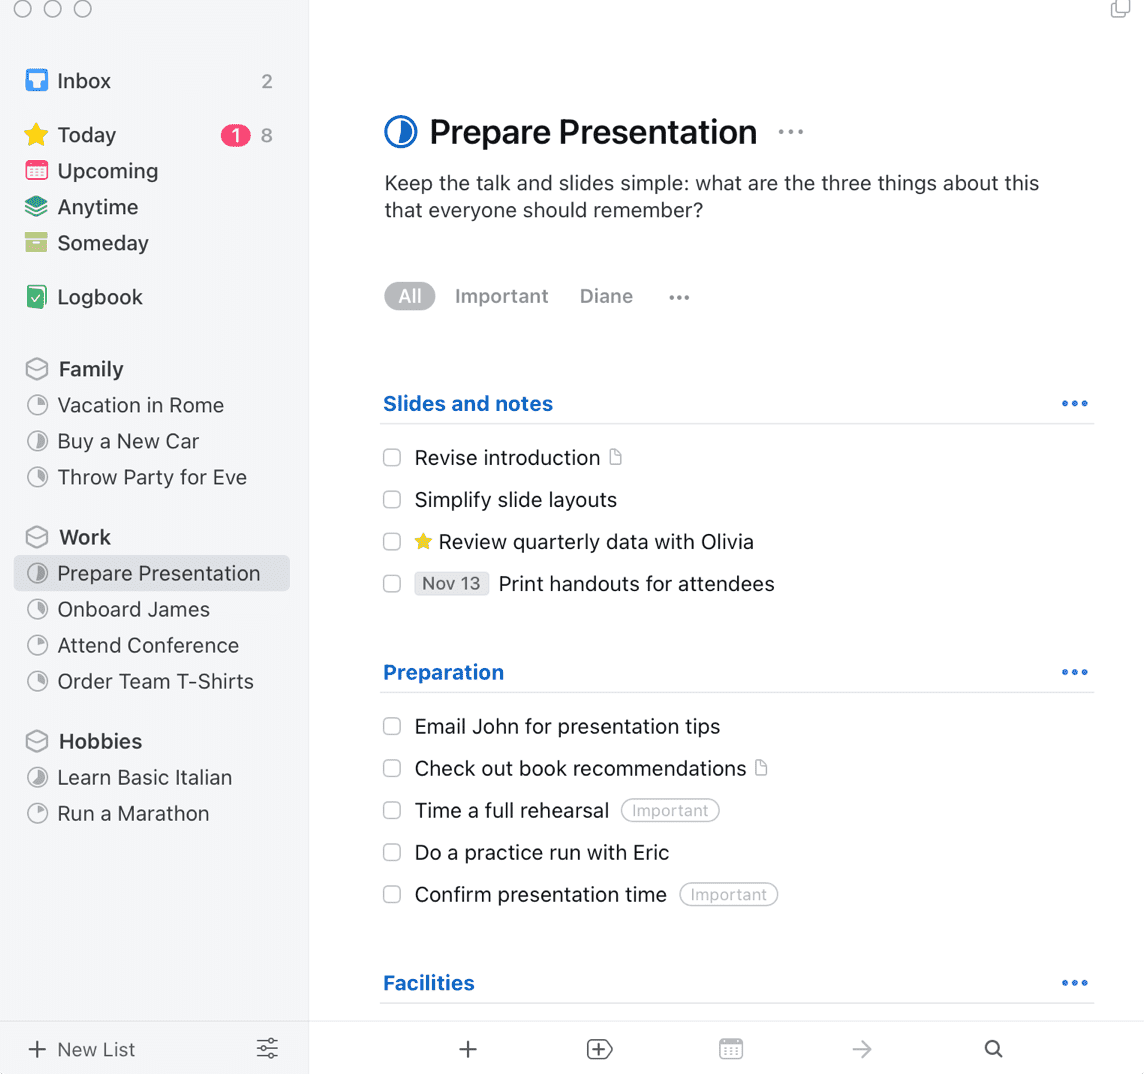 Inbox 2
Today 1 8
Upcoming
Anytime
Someday
Logbook
Family
Vacation in Rome
Buy a New Car
Throw Party for Eve
Work
Prepare Presentation
Onboard James
Attend Conference
Order Team T-Shirts
Hobbies
Learn Basic Italian
Run a Marathon
New List
Prepare Presentation
Keep the talk and slides simple: what are the three things about this
that everyone should remember?
All Important Diane
Slides and notes
Revise introduction
Simplify slide layouts
Review quarterly data with Olivia
Nov 13 Print handouts for attendees
Preparation
Email John for presentation tips
Check out book recommendations
Time a full rehearsal Important
Do a practice run with Eric
Confirm presentation time Important
Facilities